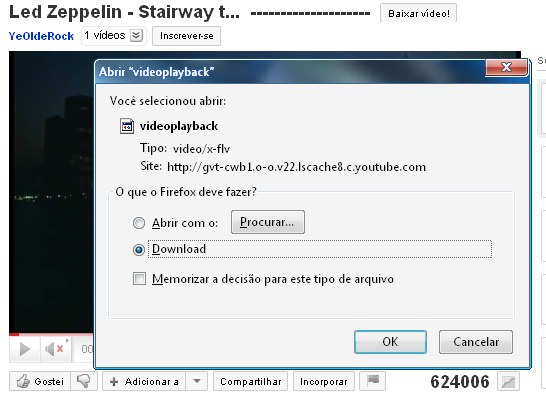 Led Zeppelin - Stairway t... -------------------- Baixar vídeo!
YeOldeRock 1 vídeos Inscrever-se
Abrir "videoplayback"
Você selecionou abrir:
videoplayback
Tipo: video/x-flv
Site: http://gvt-cwb1.o-o.v22.lscache8.c.youtube.com
O que o Firefox deve fazer?
Abrir com o: Procurar...
Download
Memorizar a decisão para este tipo de arquivo
OK Cancelar
00
Gostei Adicionar a Compartilhar Incorporar 624006